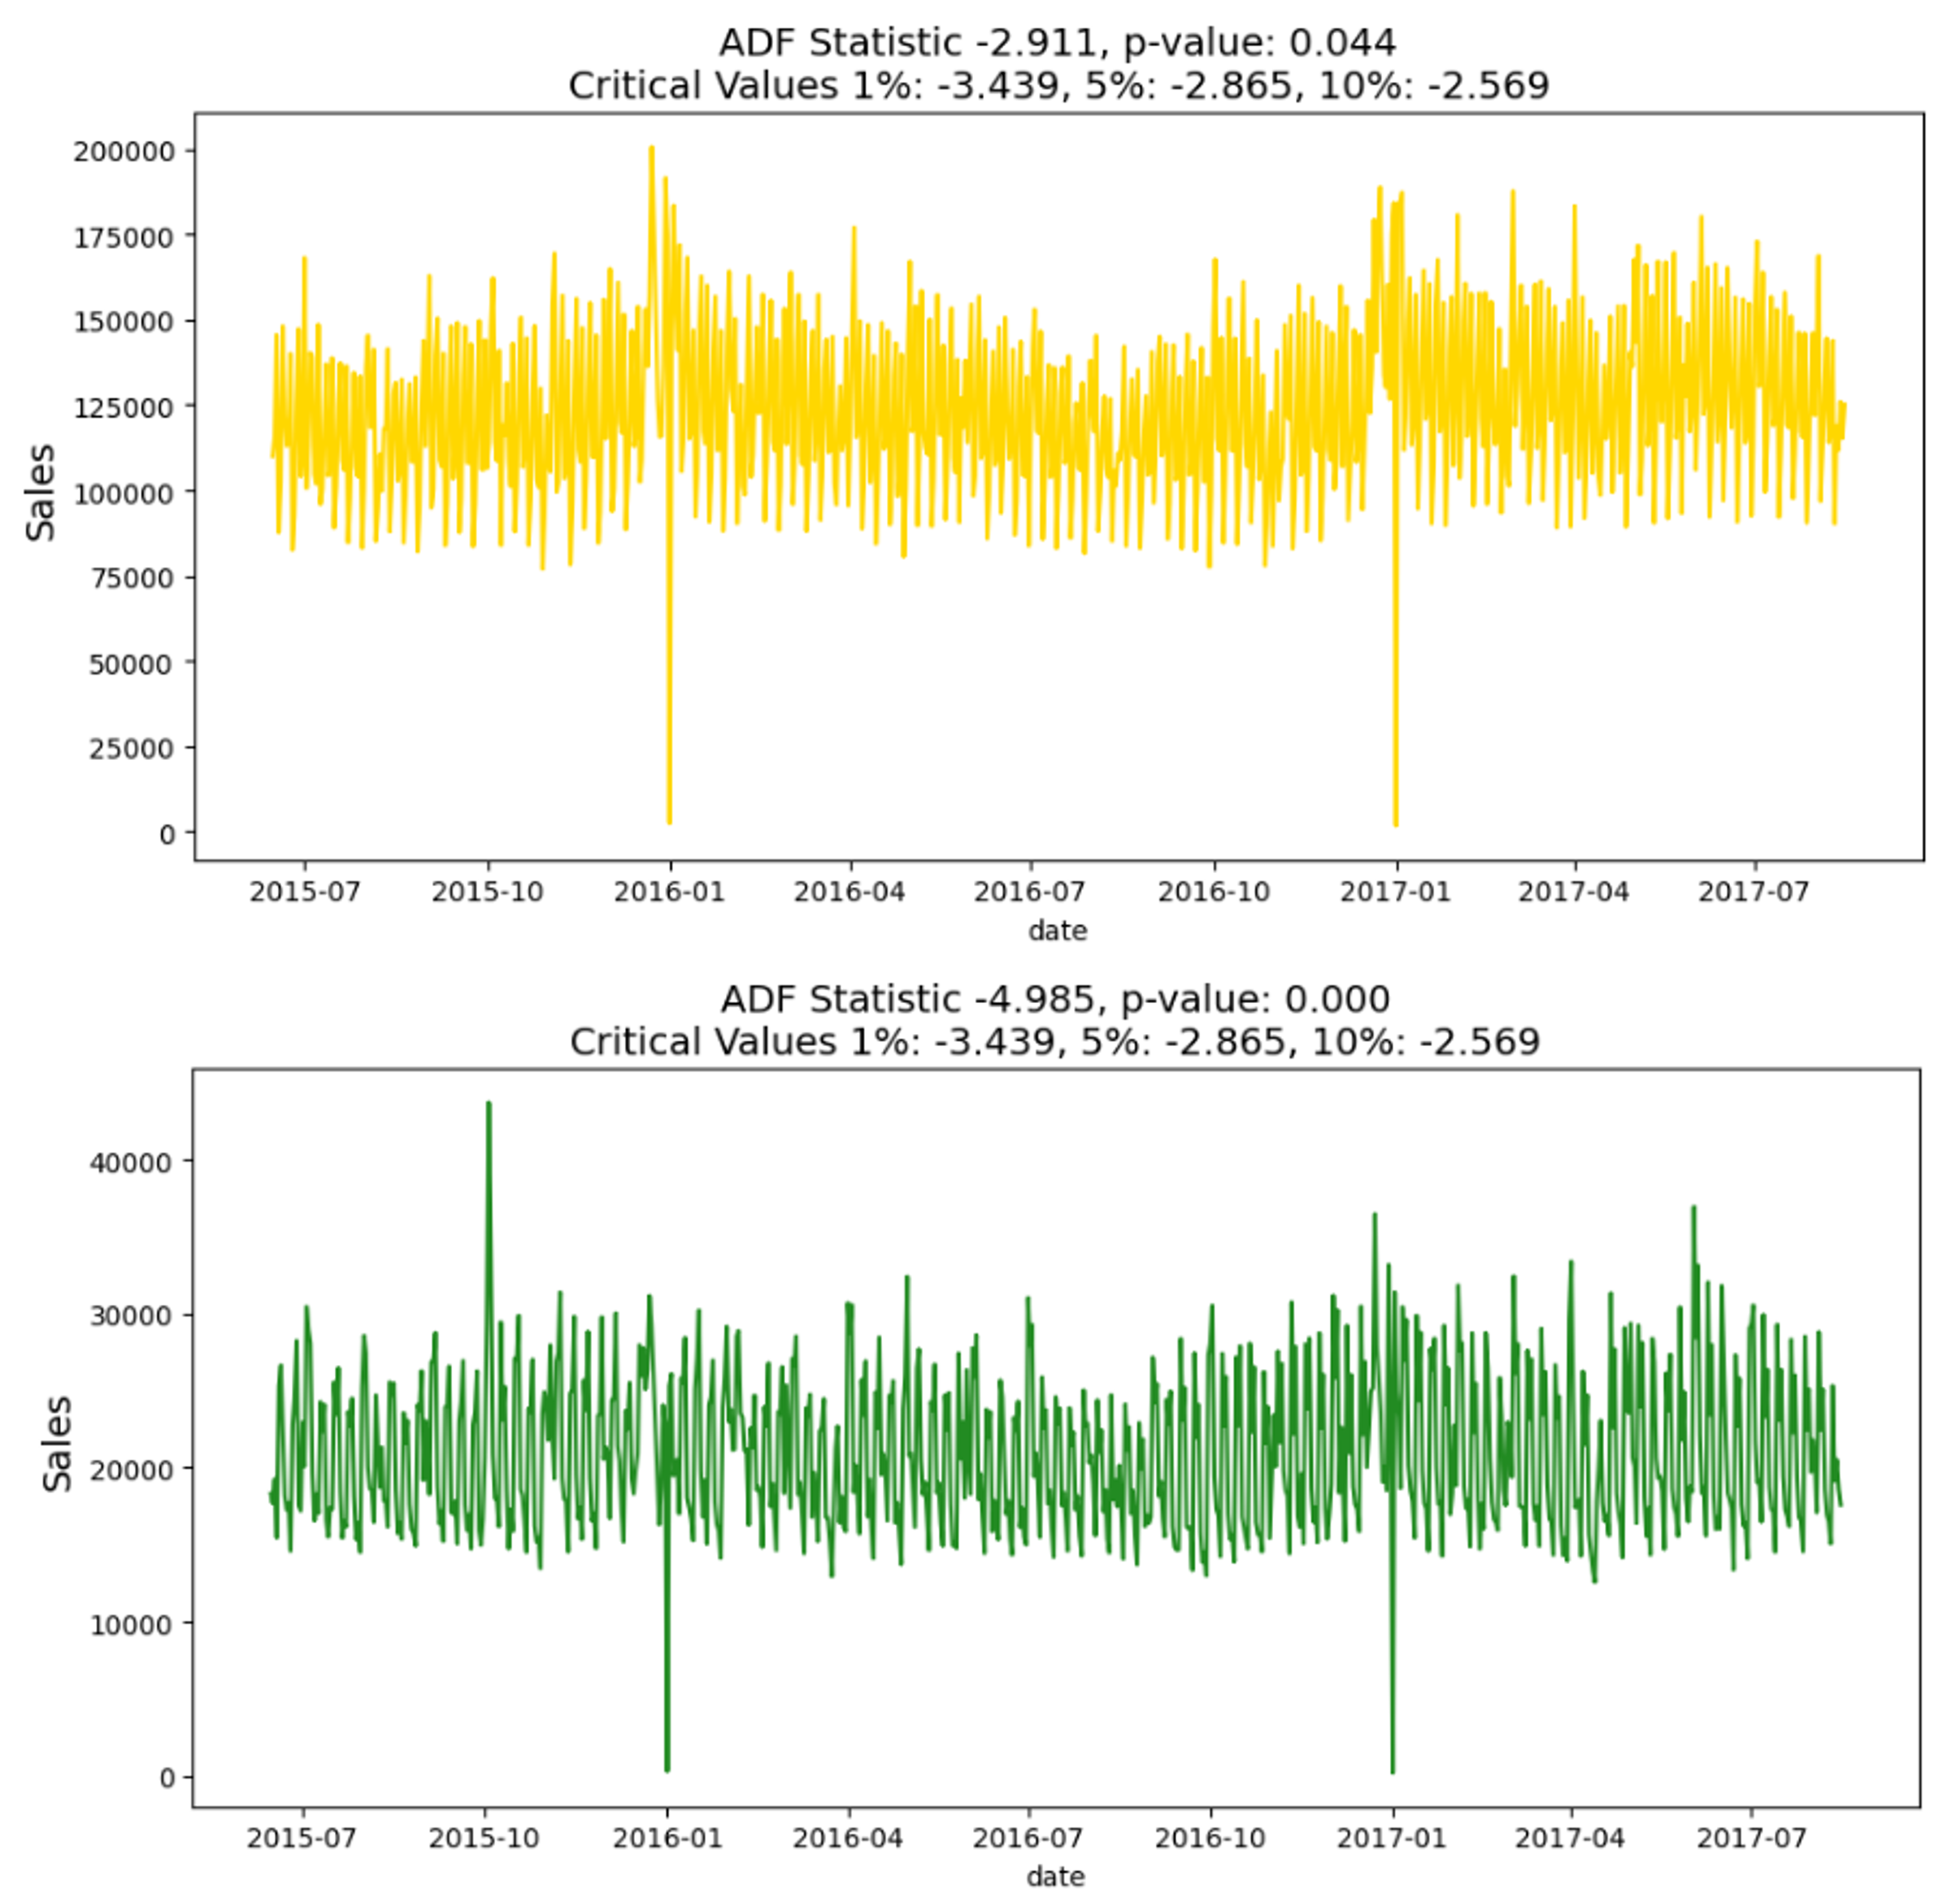 ADF Statistic -2.911, p-value: 0.044
Critical Values 1%: -3.439, 5%: -2.865, 10%: -2.569
200000
175000
150000
125000
100000
75000
50000
25000
0
Sales
2015-07 2015-10 2016-01 2016-04 2016-07 2016-10 2017-01 2017-04 2017-07
date
ADF Statistic -4.985, p-value: 0.000
Critical Values 1%: -3.439, 5%: -2.865, 10%: -2.569
40000
30000
20000
10000
0
Sales
2015-07 2015-10 2016-01 2016-04 2016-07 2016-10 2017-01 2017-04 2017-07
date